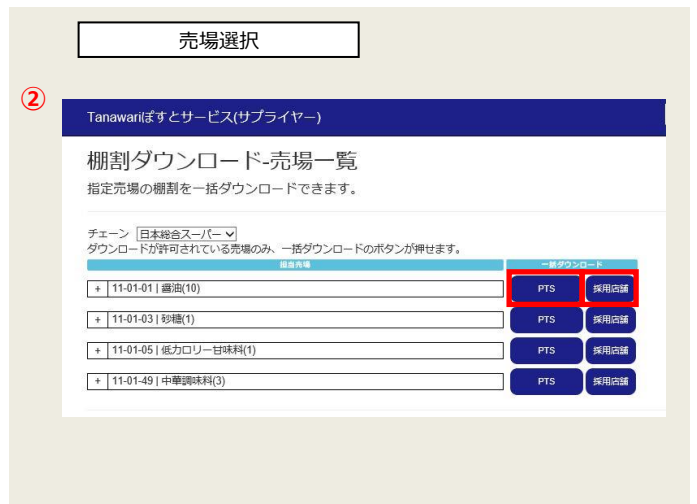 売場選択
②
Tanawariぽすとサービス(サプライヤー)
棚割ダウンロード-売場一覧
指定売場の棚割を一括ダウンロードできます。
チェーン 日本総合スーパー
ダウンロードが許可されている売場のみ、一括ダウンロードのボタンが押せます。
担当売場 一括ダウンロード
+ 11-01-01 | 醤油(10) PTS 採用店舗
+ 11-01-03 | 砂糖(1) PTS 採用店舗
+ 11-01-05 | 低カロリー甘味料(1) PTS 採用店舗
+ 11-01-49 | 中華調味料(3) PTS 採用店舗